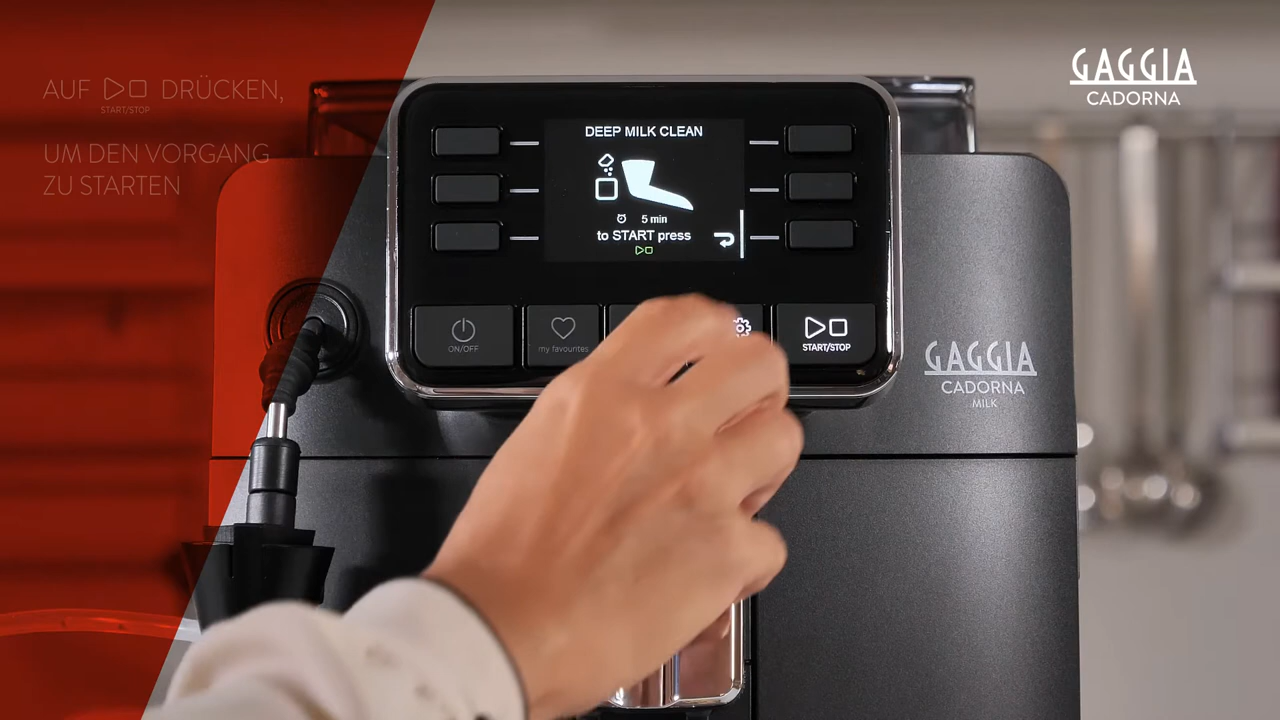 AUF ▷□ DRÜCKEN,
START/STOP
UM DEN VORGANG
ZU STARTEN
GAGGIA
CADORNA
DEEP MILK CLEAN
5 min
to START press
ON/OFF
my favourites
START/STOP
GAGGIA
CADORNA
MILK